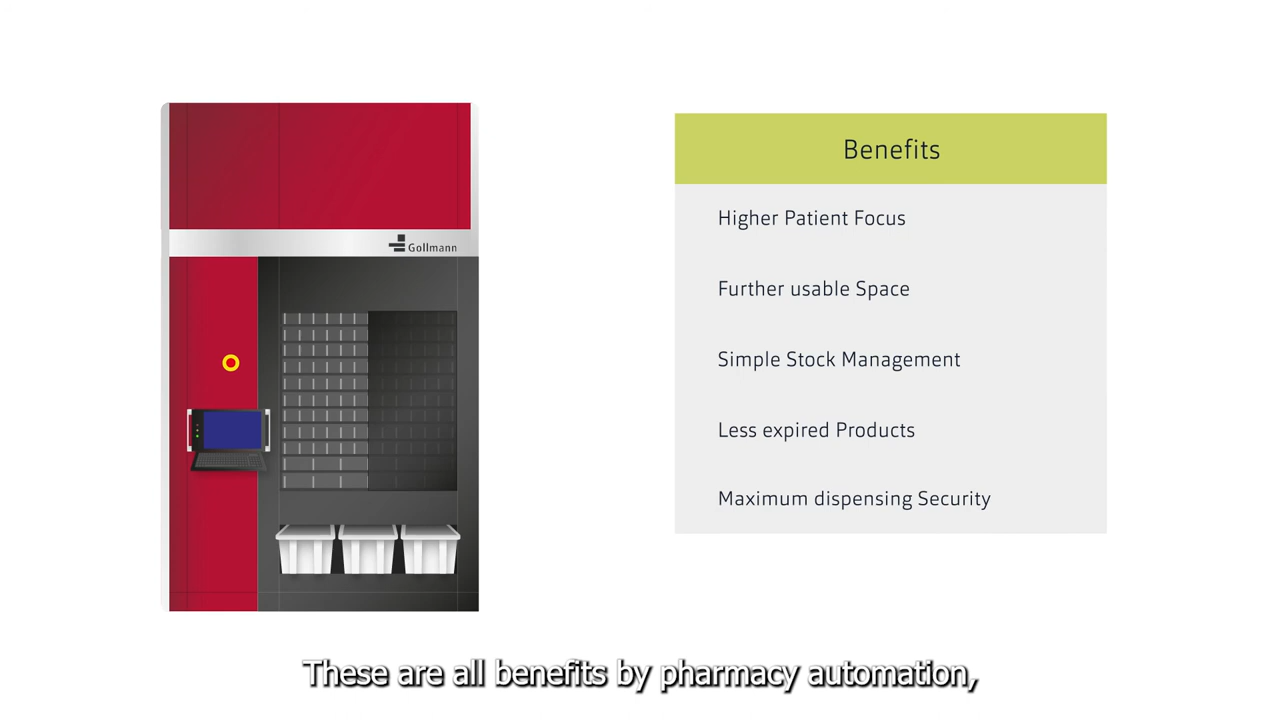 Gollmann
Benefits
Higher Patient Focus
Further usable Space
Simple Stock Management
Less expired Products
Maximum dispensing Security
These are all benefits by pharmacy automation,